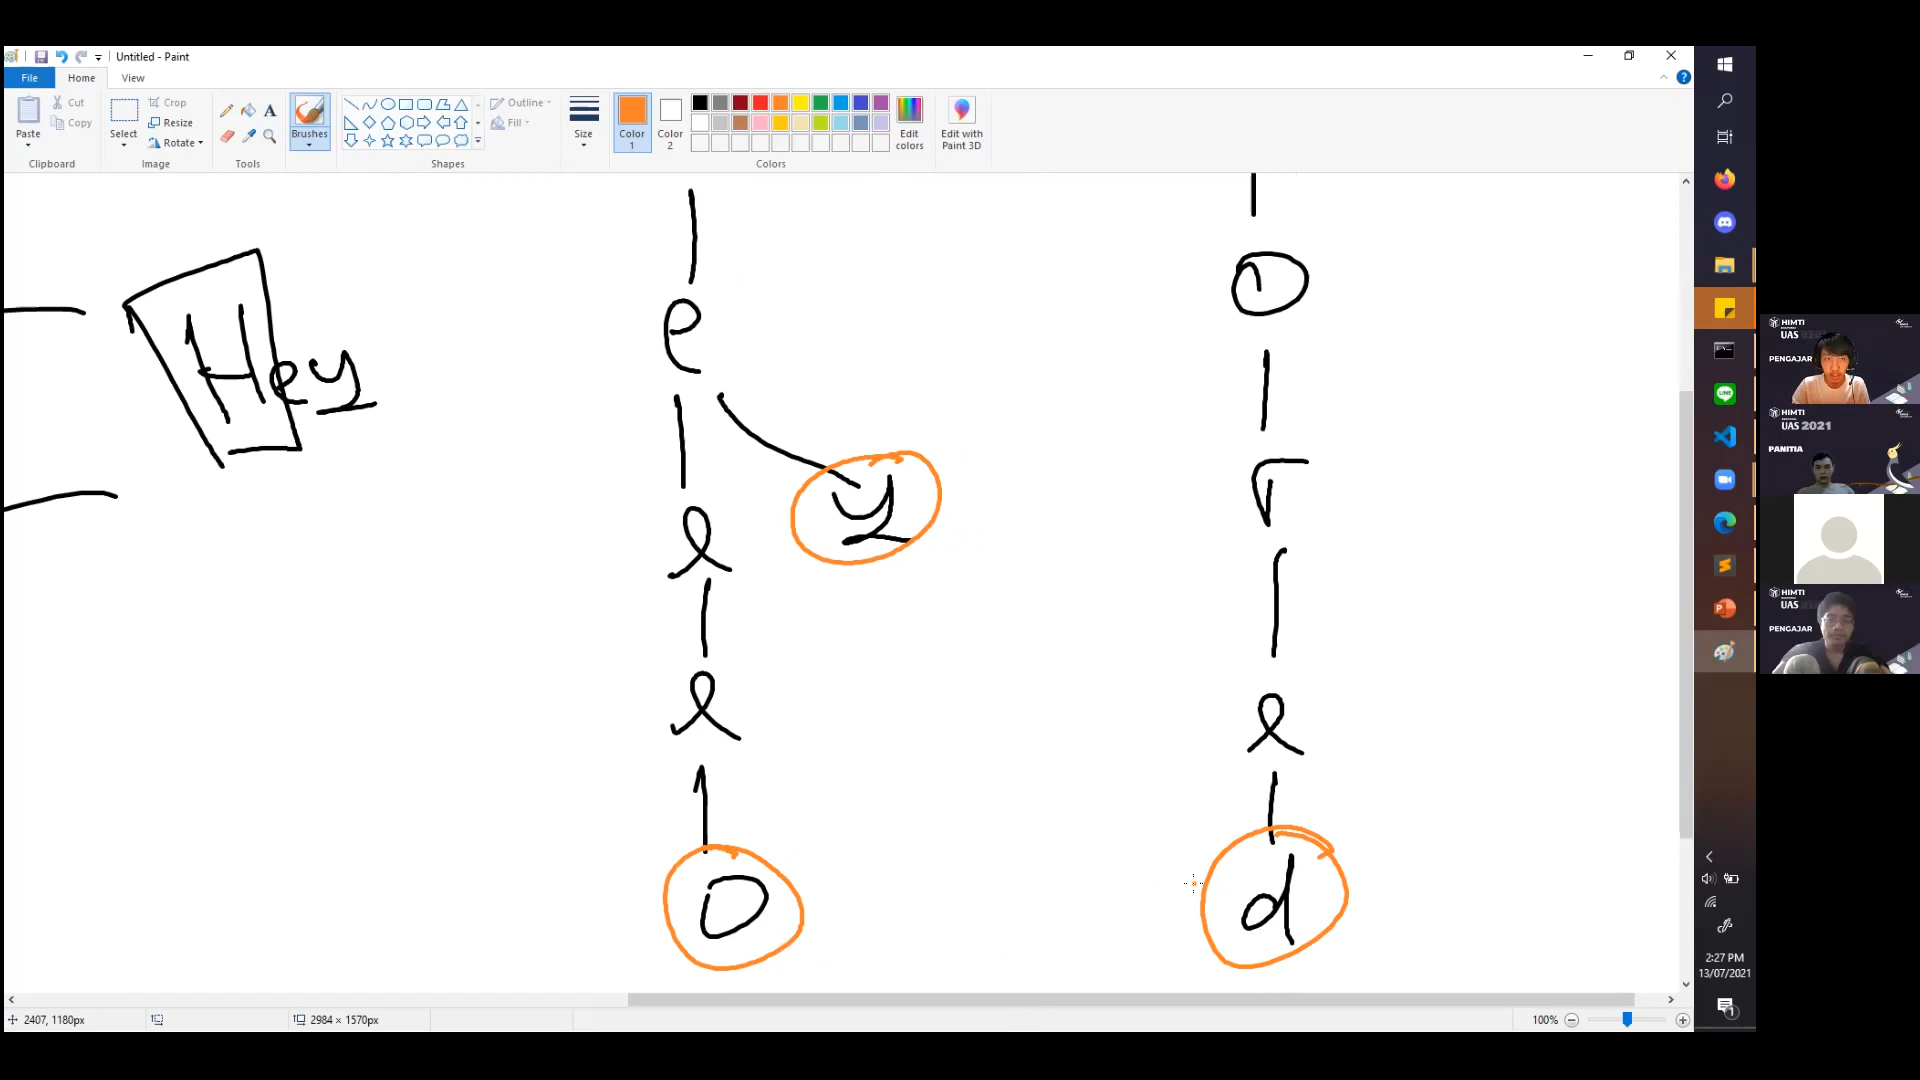 Untitled - Paint
File Home View
Paste
Cut
Copy
Clipboard
Select
Crop
Resize
Rotate
Image
Tools
Brushes
Shapes
Outline
Fill
Size
Color 1
Color 2
Colors
Edit colors
Edit with Paint 3D
Hey
e
l
y
l
o
o
r
l
d
HIMTI
UAS
PENGAJAR
HIMTI
UAS 2021
PANITIA
HIMTI
UAS
PENGAJAR
2:27 PM
13/07/2021
1
2407, 1180px
2984 × 1570px
100%